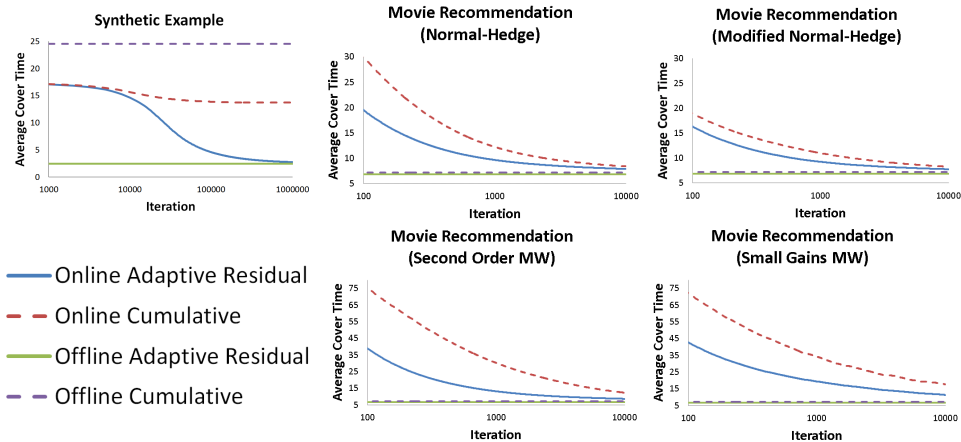 Synthetic Example
Average Cover Time
25
20
15
10
5
0
1000
10000
100000
1000000
Iteration
Movie Recommendation
(Normal-Hedge)
Average Cover Time
30
25
20
15
10
5
100
1000
10000
Iteration
Movie Recommendation
(Modified Normal-Hedge)
Average Cover Time
30
25
20
15
10
5
100
1000
10000
Iteration
Online Adaptive Residual
Online Cumulative
Offline Adaptive Residual
Offline Cumulative
Movie Recommendation
(Second Order MW)
Average Cover Time
75
65
55
45
35
25
15
5
100
1000
10000
Iteration
Movie Recommendation
(Small Gains MW)
Average Cover Time
75
65
55
45
35
25
15
5
100
1000
10000
Iteration